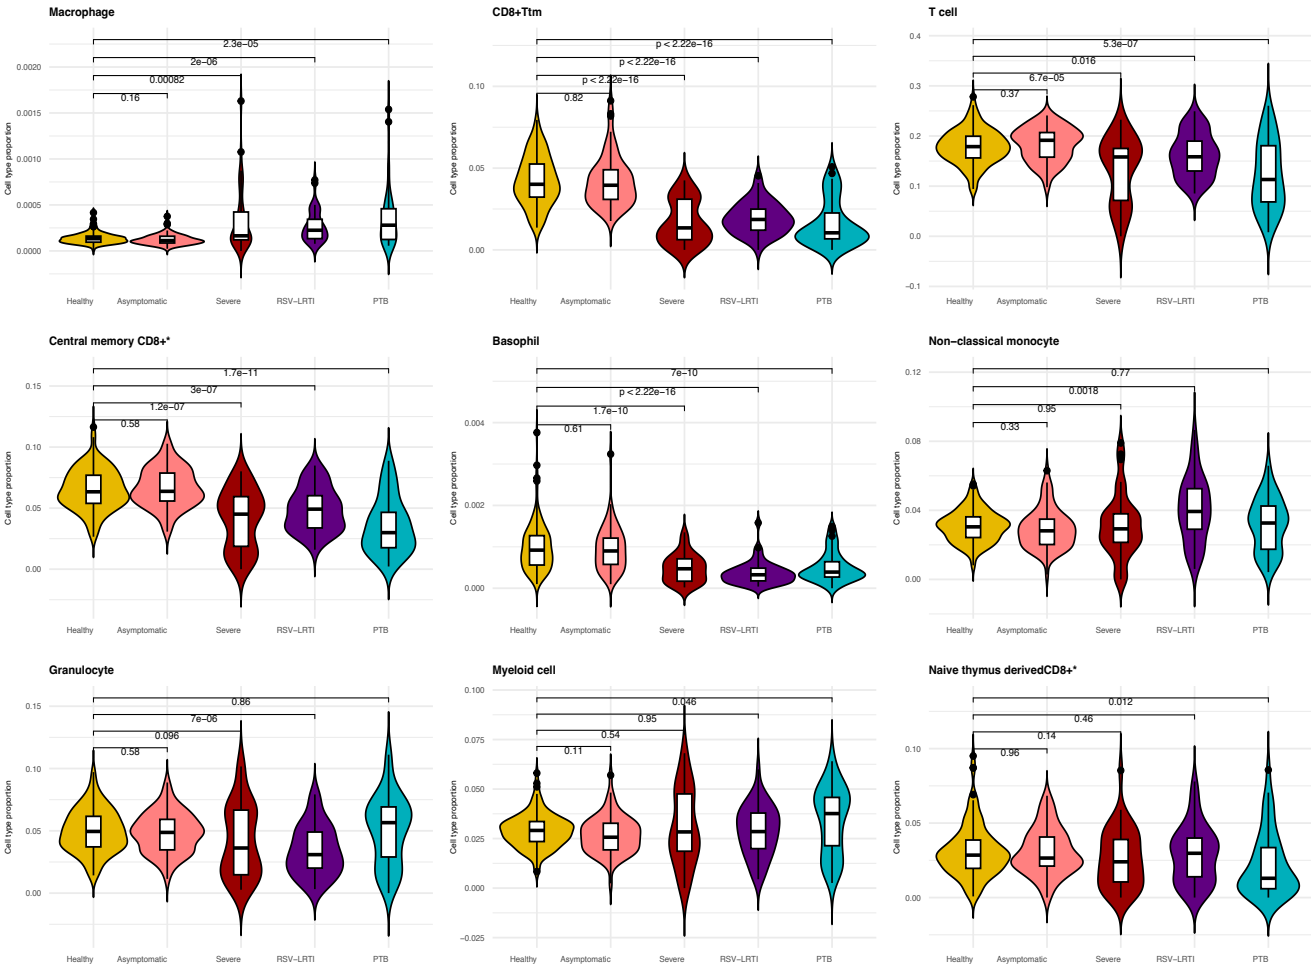 Macrophage
2.3e−05
2e−06
0.00082
0.16
0.0020
0.0015
0.0010
0.0005
0.0000
Cell type proportion
Healthy Asymptomatic Severe RSV−LRTI PTB
CD8+Ttm
p < 2.22e−16
p < 2.22e−16
p < 2.22e−16
0.82
0.10
0.05
0.00
Cell type proportion
Healthy Asymptomatic Severe RSV−LRTI PTB
T cell
5.3e−07
0.016
6.7e−05
0.37
0.4
0.3
0.2
0.1
0.0
−0.1
Cell type proportion
Healthy Asymptomatic Severe RSV−LRTI PTB
Central memory CD8+*
1.7e−11
3e−07
1.2e−07
0.58
0.15
0.10
0.05
0.00
Cell type proportion
Healthy Asymptomatic Severe RSV−LRTI PTB
Basophil
7e−10
p < 2.22e−16
1.7e−10
0.61
0.004
0.002
0.000
Cell type proportion
Healthy Asymptomatic Severe RSV−LRTI PTB
Non−classical monocyte
0.77
0.0018
0.95
0.33
0.12
0.08
0.04
0.00
Cell type proportion
Healthy Asymptomatic Severe RSV−LRTI PTB
Granulocyte
0.86
7e−06
0.096
0.58
0.15
0.10
0.05
0.00
Cell type proportion
Healthy Asymptomatic Severe RSV−LRTI PTB
Myeloid cell
0.046
0.95
0.54
0.11
0.100
0.075
0.050
0.025
0.000
−0.025
Cell type proportion
Healthy Asymptomatic Severe RSV−LRTI PTB
Naive thymus derivedCD8+*
0.012
0.46
0.14
0.96
0.10
0.05
0.00
Cell type proportion
Healthy Asymptomatic Severe RSV−LRTI PTB